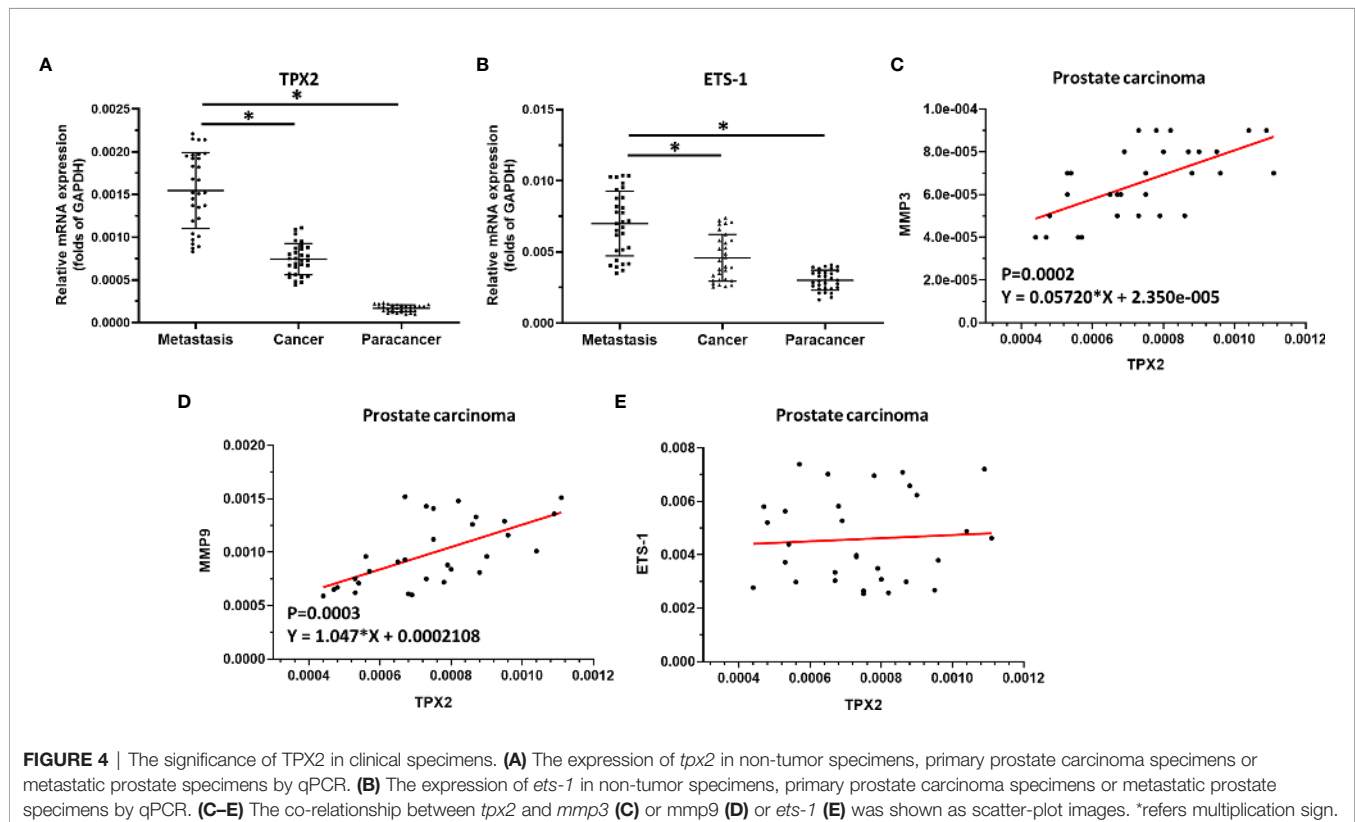 A
TPX2
*
*
Relative mRNA expression
(folds of GAPDH)
0.0025
0.0020
0.0015
0.0010
0.0005
0.0000
Metastasis Cancer Paracancer
B
ETS-1
*
*
Relative mRNA expression
(folds of GAPDH)
0.015
0.010
0.005
0.000
Metastasis Cancer Paracancer
C
Prostate carcinoma
MMP3
1.0e-004
8.0e-005
6.0e-005
4.0e-005
2.0e-005
0.0
P=0.0002
Y = 0.05720*X + 2.350e-005
0.0004 0.0006 0.0008 0.0010 0.0012
TPX2
D
Prostate carcinoma
MMP9
0.0020
0.0015
0.0010
0.0005
0.0000
P=0.0003
Y = 1.047*X + 0.0002108
0.0004 0.0006 0.0008 0.0010 0.0012
TPX2
E
Prostate carcinoma
ETS-1
0.008
0.006
0.004
0.002
0.000
0.0004 0.0006 0.0008 0.0010 0.0012
TPX2
FIGURE 4 | The significance of TPX2 in clinical specimens. (A) The expression of tpx2 in non-tumor specimens, primary prostate carcinoma specimens or
metastatic prostate specimens by qPCR. (B) The expression of ets-1 in non-tumor specimens, primary prostate carcinoma specimens or metastatic prostate
specimens by qPCR. (C–E) The co-relationship between tpx2 and mmp3 (C) or mmp9 (D) or ets-1 (E) was shown as scatter-plot images. *refers multiplication sign.